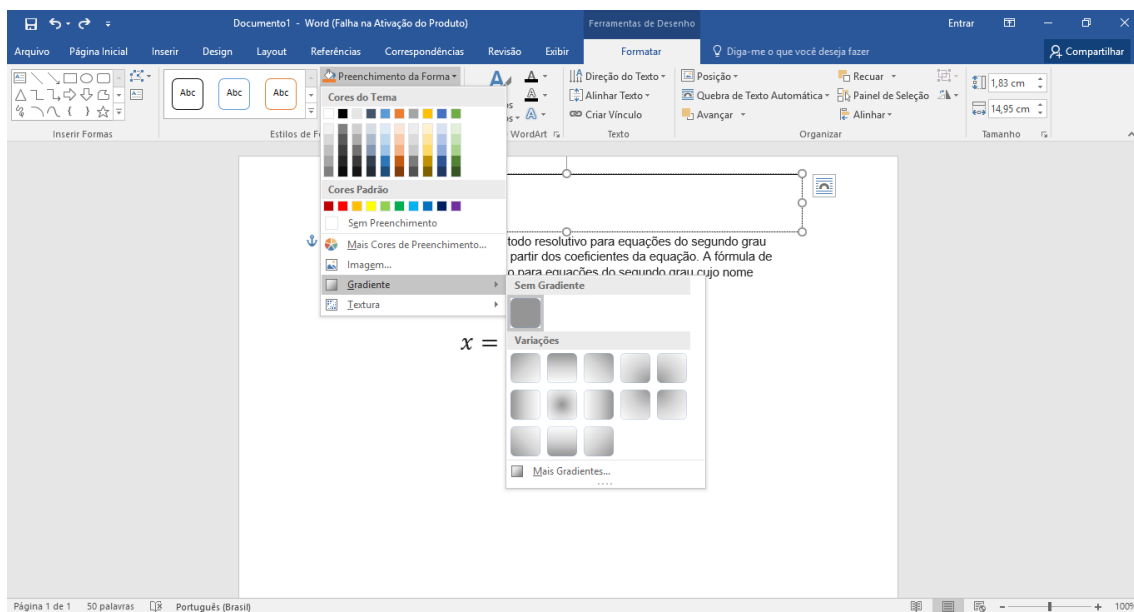 Documento1 - Word (Falha na Ativação do Produto)
Ferramentas de Desenho
Entrar
Arquivo Página Inicial Inserir Design Layout Referências Correspondências Revisão Exibir Formatar Diga-me o que você deseja fazer Compartilhar
Abc Abc Abc
Preenchimento da Forma
Direção do Texto
Alinhar Texto
Criar Vínculo
Posição
Quebra de Texto Automática
Avançar
Recuar
Painel de Seleção
Alinhar
1,83 cm
14,95 cm
Inserir Formas
Estilos de F
WordArt
Texto
Organizar
Tamanho
Cores do Tema
Cores Padrão
Sem Preenchimento
Mais Cores de Preenchimento...
Imagem...
Gradiente
Textura
todo resolutivo para equações do segundo grau
partir dos coeficientes da equação. A fórmula de
o para equações do segundo grau cujo nome
x =
Sem Gradiente
Variações
Mais Gradientes...
Página 1 de 1 50 palavras Português (Brasil)
100%